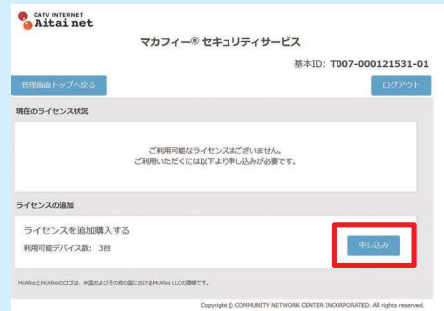 CATV INTERNET
Aitai net
マカフィー® セキュリティサービス
基本ID: T007-000121531-01
管理画面トップへ戻る
ログアウト
現在のライセンス状況
ご利用可能なライセンスはございません。
ご利用いただくには以下より申し込みが必要です。
ライセンスの追加
ライセンスを追加購入する
利用可能デバイス数: 3台
申し込み
McAfeeとMcAfeeのロゴは、米国およびその他の国におけるMcAfee LLCの商標です。
Copyright © COMMUNITY NETWORK CENTER INCORPORATED. All rights reserved.